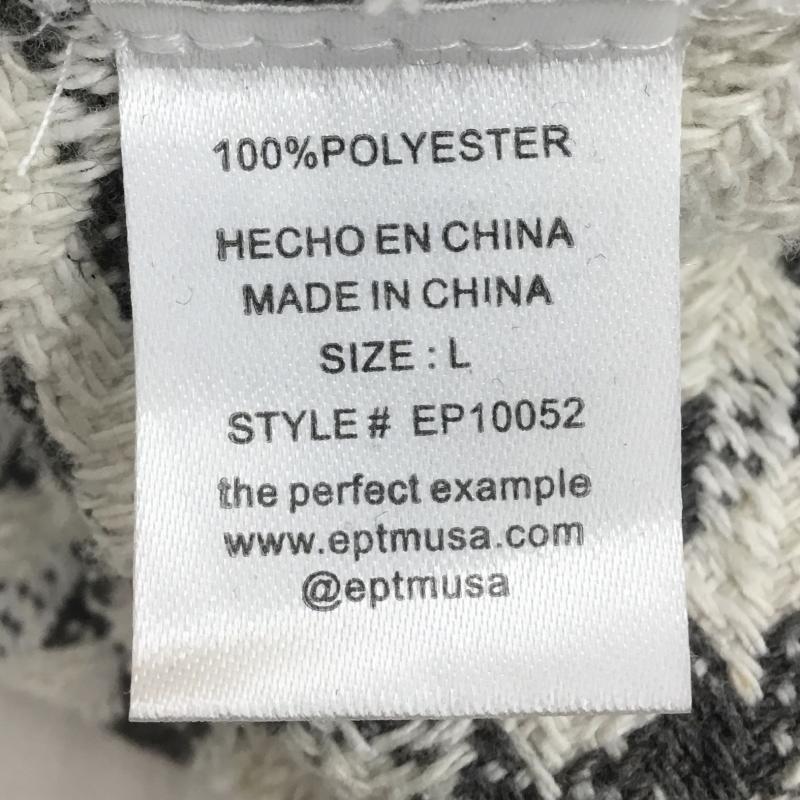 100%POLYESTER
HECHO EN CHINA
MADE IN CHINA
SIZE : L
STYLE # EP10052
the perfect example
www.eptmusa.com
@eptmusa